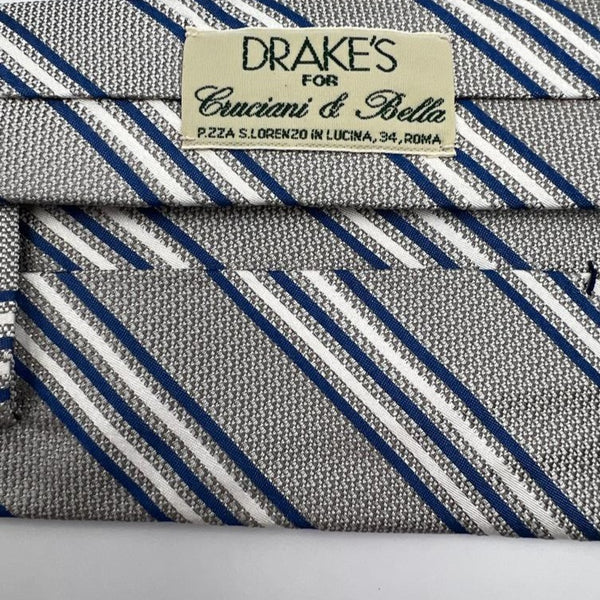 DRAKE'S
FOR
Cruciani & Bella
P.ZZA S.LORENZO IN LUCINA, 34, ROMA